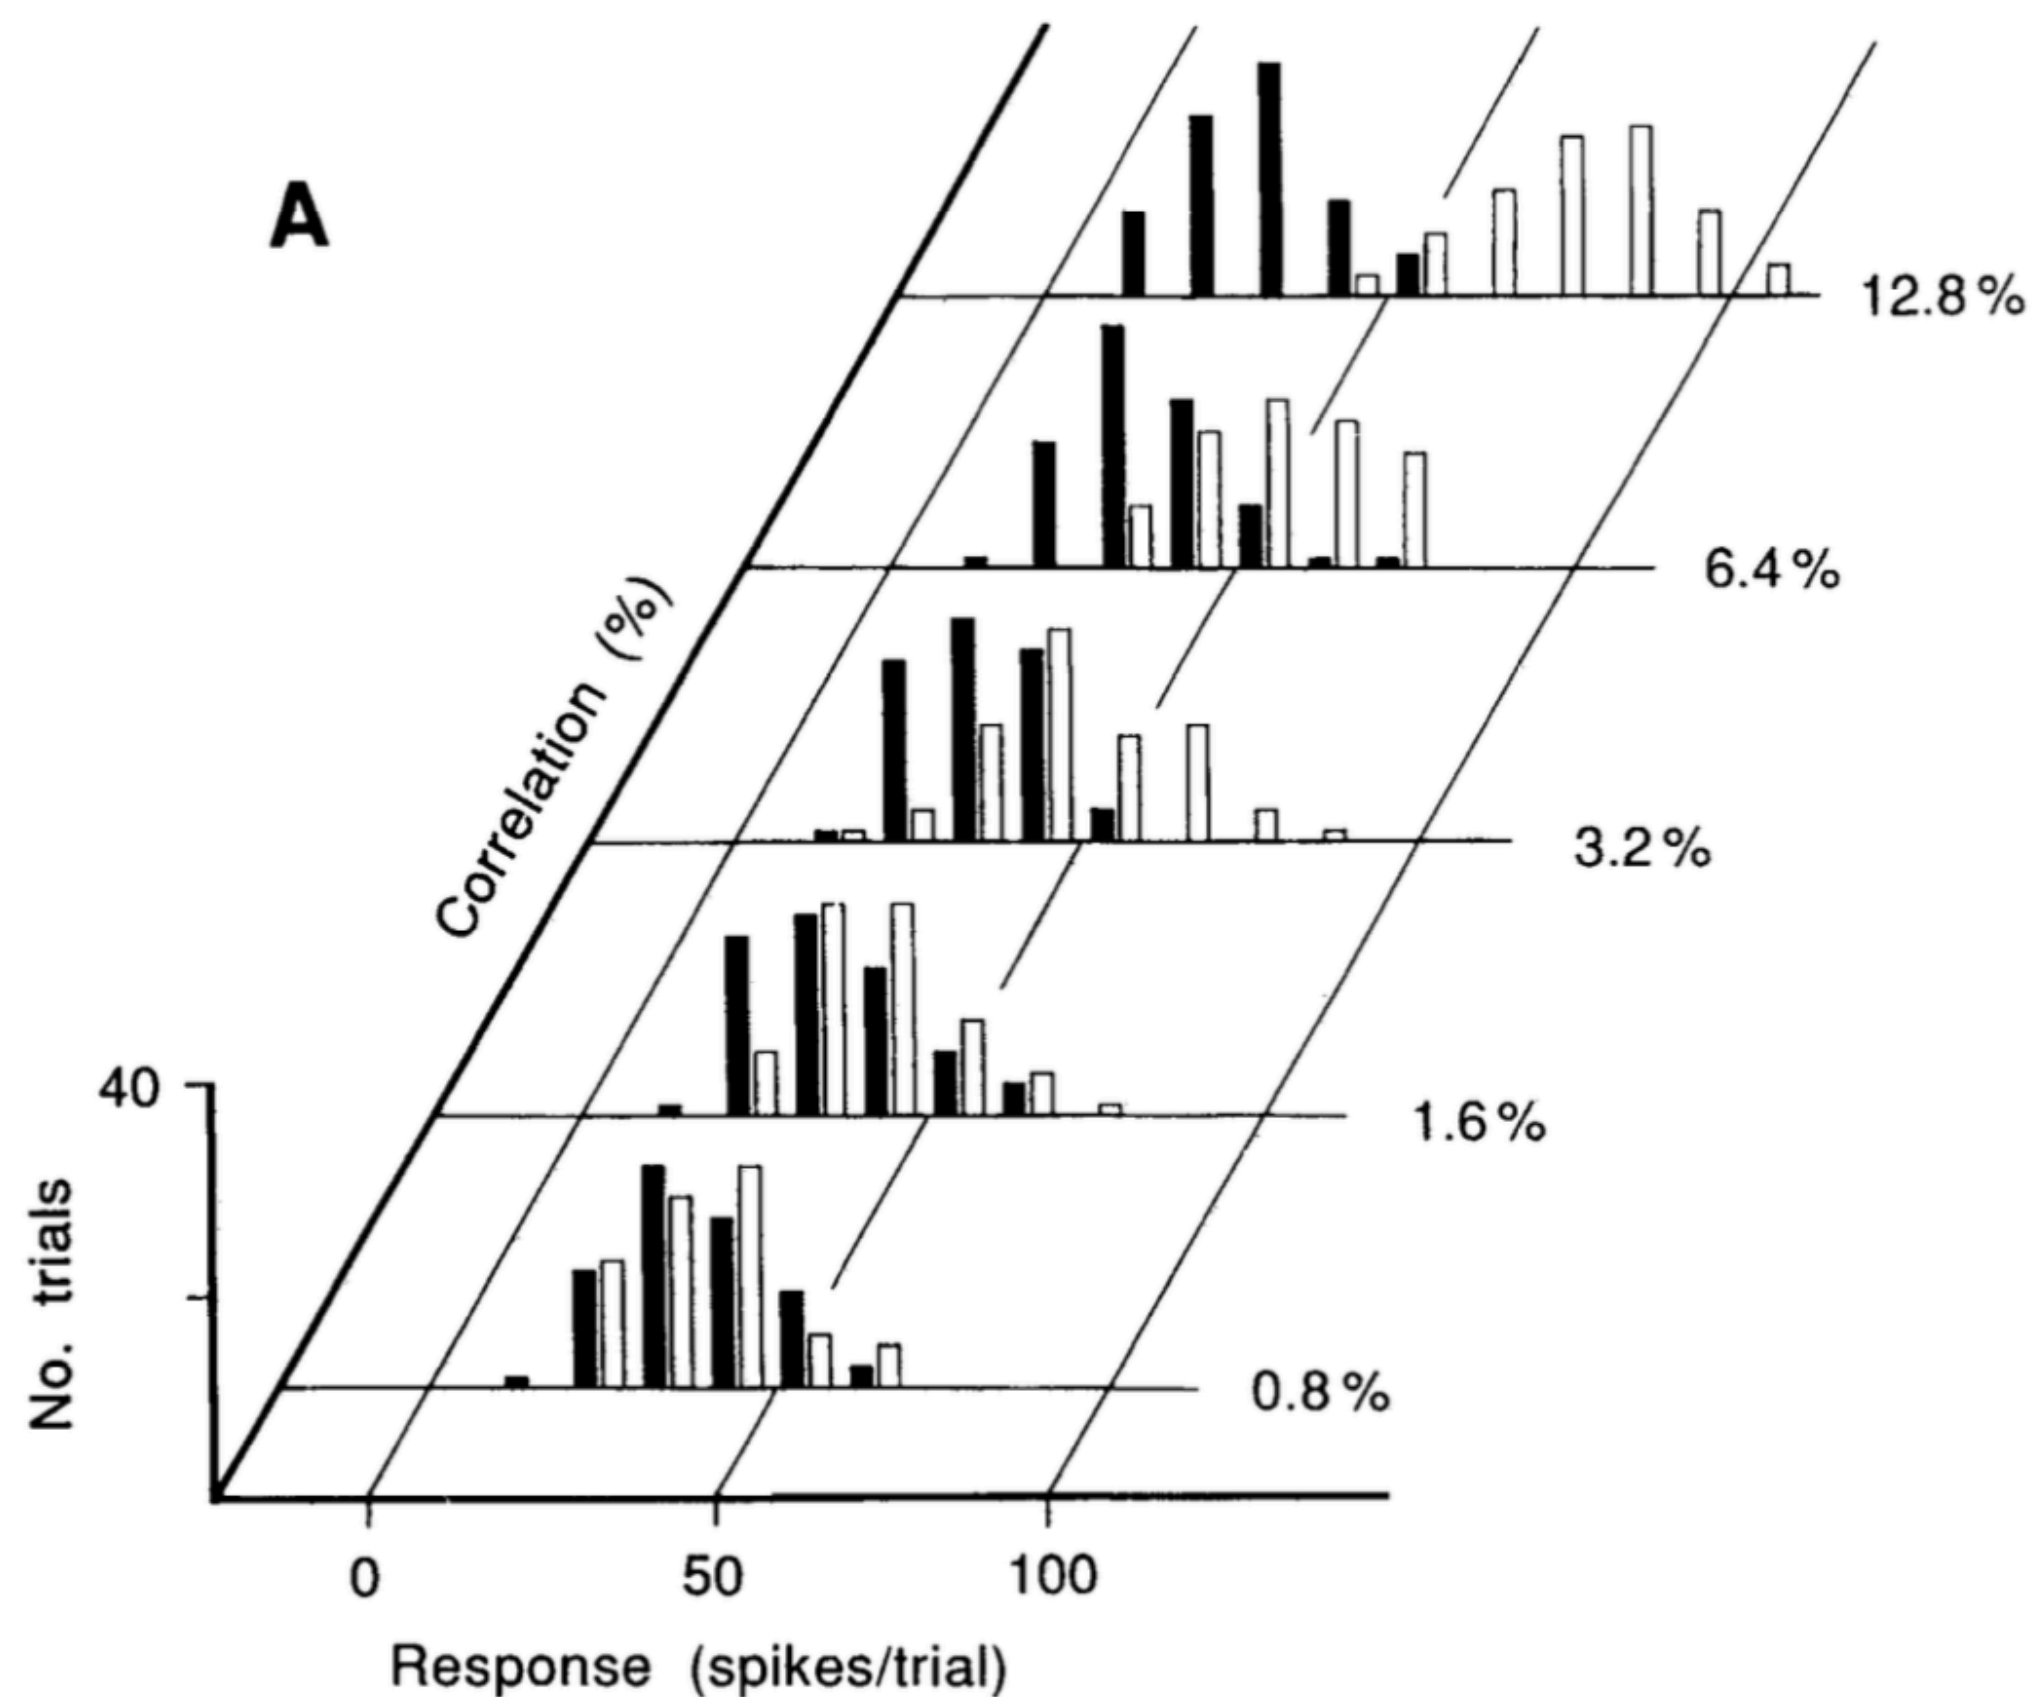 A
12.8%
6.4%
Correlation (%)
3.2%
40
1.6%
No. trials
0.8%
0 50 100
Response (spikes/trial)